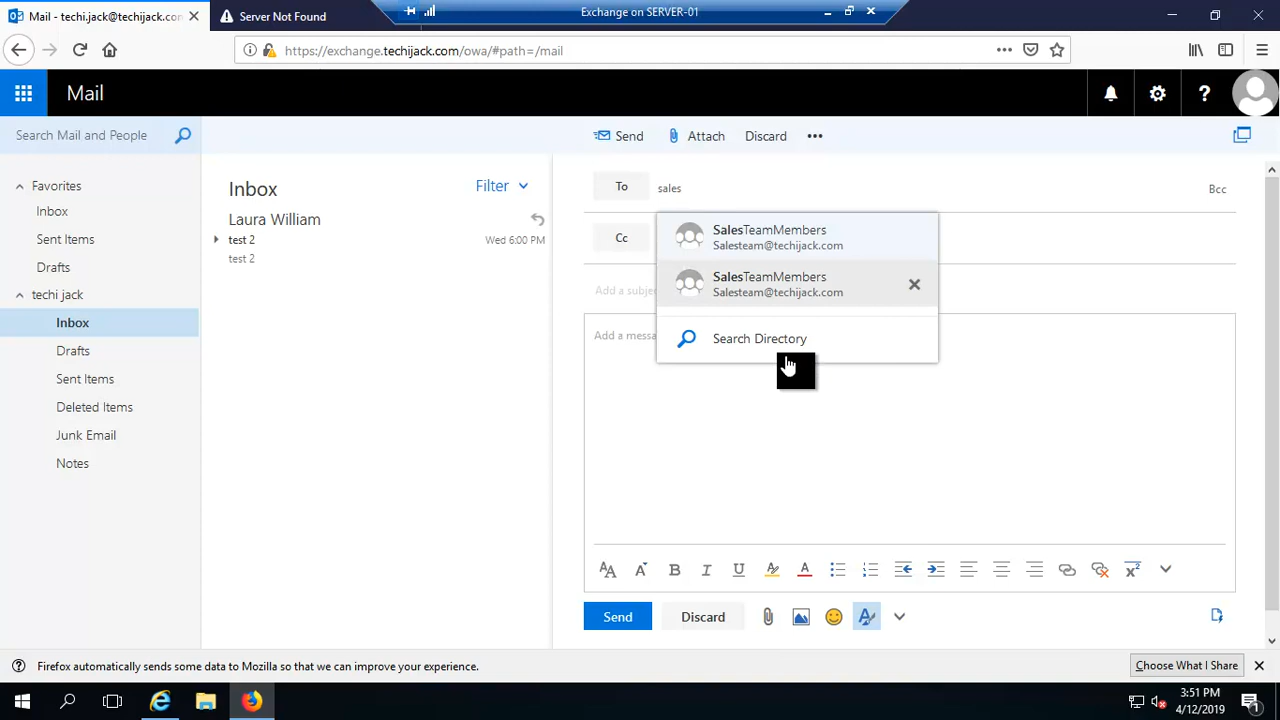 Mail - techi.jack@techijack.com
Server Not Found
Exchange on SERVER-01
https://exchange.techijack.com/owa/#path=/mail
Mail
Search Mail and People
Send
Attach
Discard
Favorites
Inbox
Sent Items
Drafts
techi jack
Inbox
Drafts
Sent Items
Deleted Items
Junk Email
Notes
Inbox
Filter
Laura William
test 2
Wed 6:00 PM
test 2
To
sales
Bcc
Cc
SalesTeamMembers
Salesteam@techijack.com
SalesTeamMembers
Salesteam@techijack.com
Search Directory
Add a subje
Add a messa
Send
Discard
Firefox automatically sends some data to Mozilla so that we can improve your experience.
Choose What I Share
3:51 PM
4/12/2019